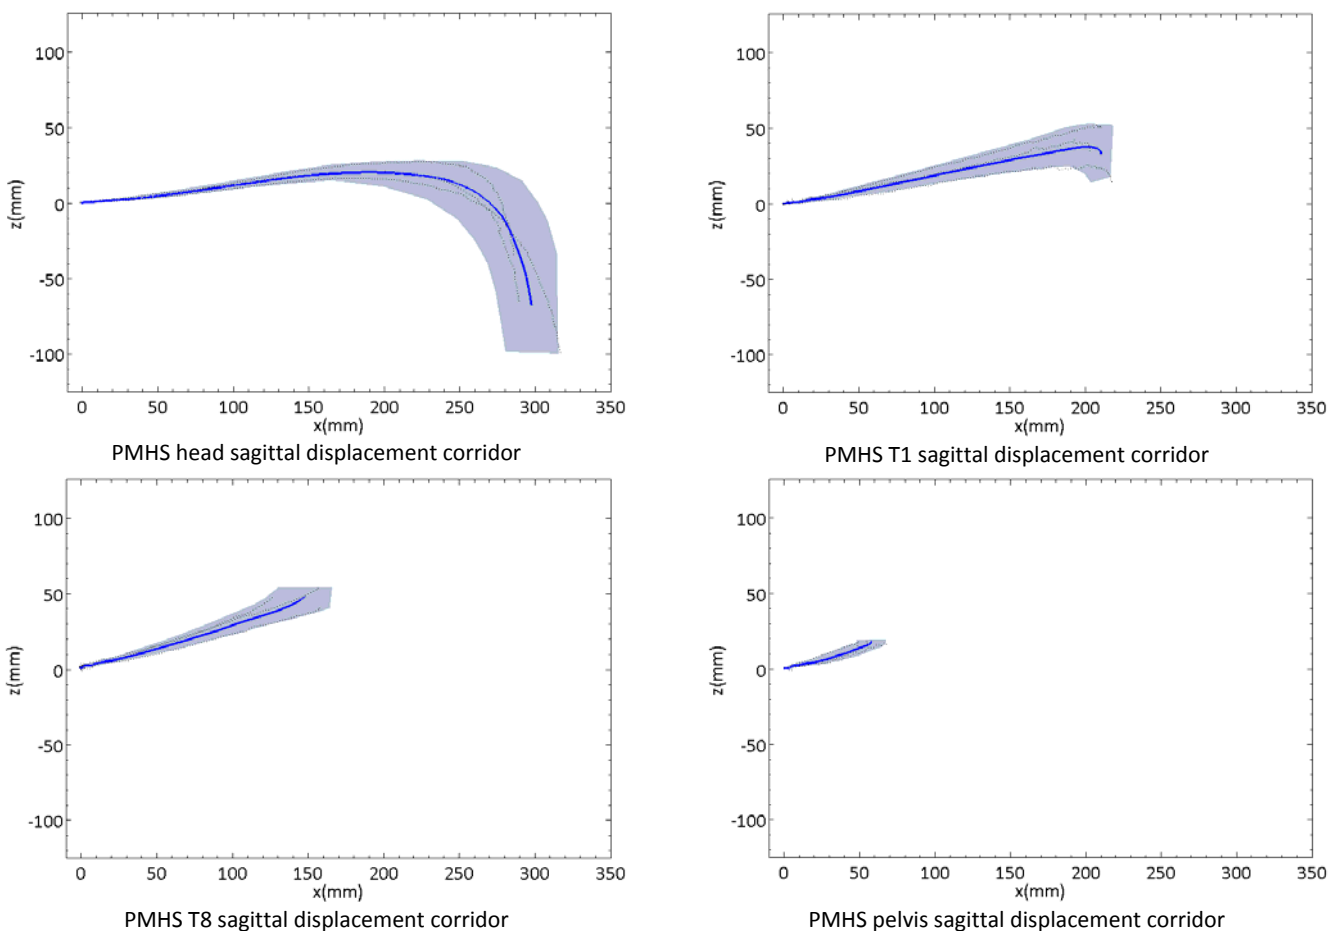 100
50
0
-50
-100
z(mm)
0 50 100 150 200 250 300 350
x(mm)
PMHS head sagittal displacement corridor
100
50
0
-50
-100
z(mm)
0 50 100 150 200 250 300 350
x(mm)
PMHS T1 sagittal displacement corridor
100
50
0
-50
-100
z(mm)
0 50 100 150 200 250 300 350
x(mm)
PMHS T8 sagittal displacement corridor
100
50
0
-50
-100
z(mm)
0 50 100 150 200 250 300 350
x(mm)
PMHS pelvis sagittal displacement corridor